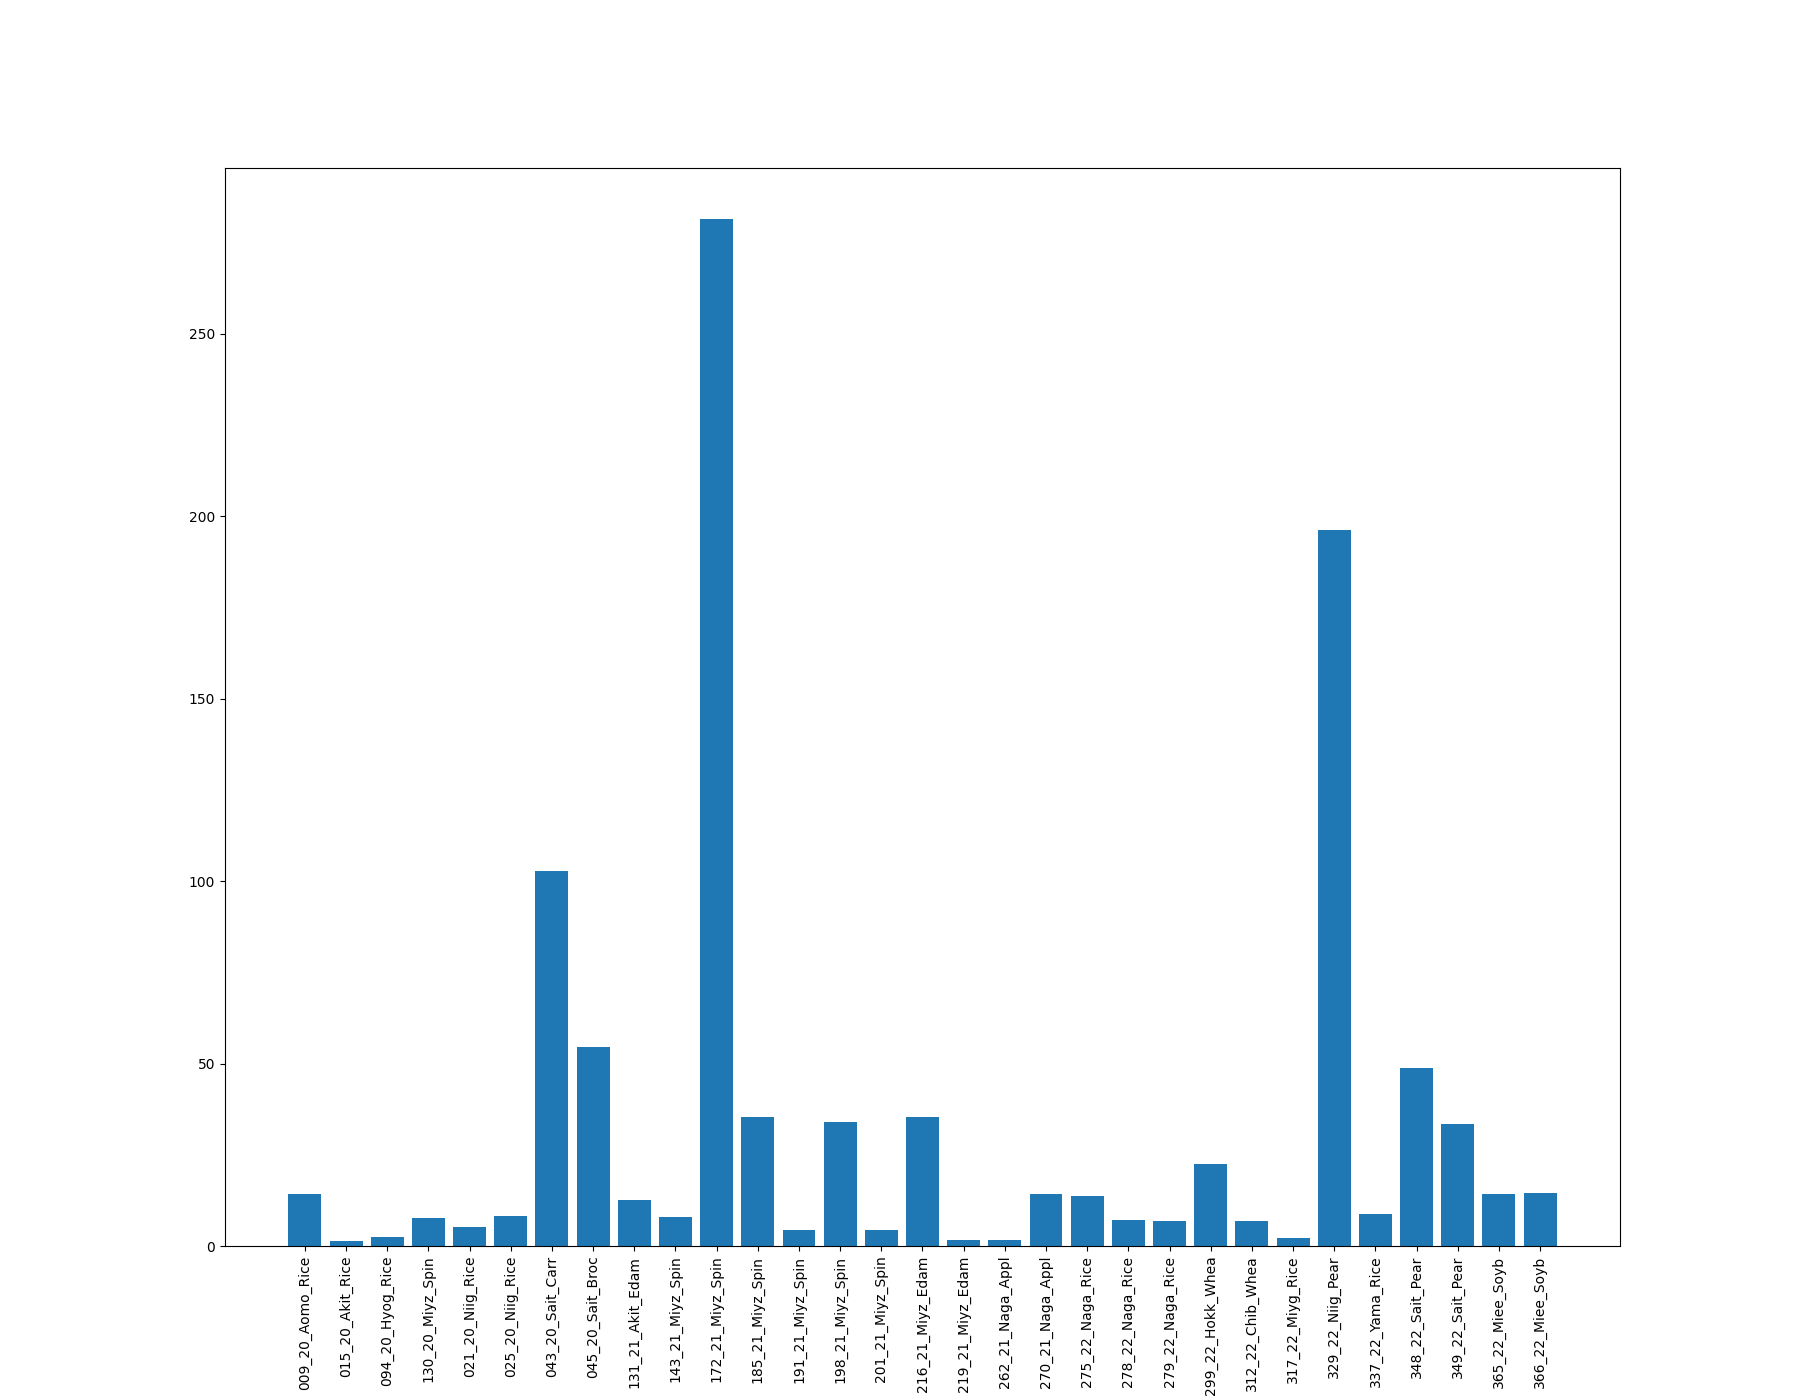 250
200
150
100
50
0
009_20_Aomo_Rice
015_20_Akit_Rice
094_20_Hyog_Rice
130_20_Miyz_Spin
021_20_Niig_Rice
025_20_Niig_Rice
043_20_Sait_Carr
045_20_Sait_Broc
131_21_Akit_Edam
143_21_Miyz_Spin
172_21_Miyz_Spin
185_21_Miyz_Spin
191_21_Miyz_Spin
198_21_Miyz_Spin
201_21_Miyz_Spin
216_21_Miyz_Edam
219_21_Miyz_Edam
262_21_Naga_Appl
270_21_Naga_Appl
275_22_Naga_Rice
278_22_Naga_Rice
279_22_Naga_Rice
299_22_Hokk_Whea
312_22_Chib_Whea
317_22_Miyg_Rice
329_22_Niig_Pear
337_22_Yama_Rice
348_22_Sait_Pear
349_22_Sait_Pear
365_22_Miee_Soyb
366_22_Miee_Soyb